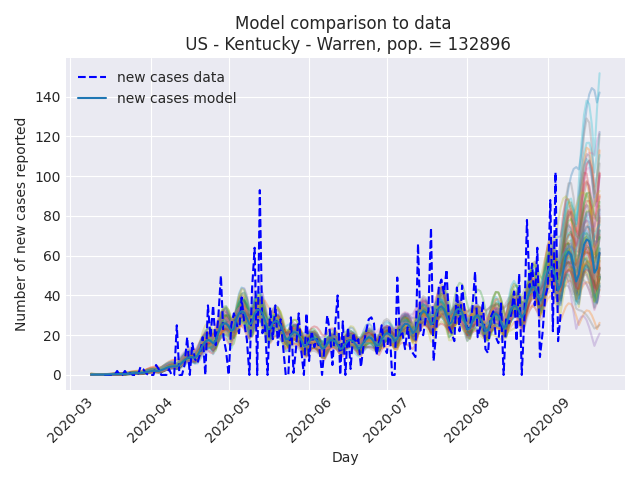 Model comparison to data
US - Kentucky - Warren, pop. = 132896
new cases data
new cases model
Number of new cases reported
140
120
100
80
60
40
20
0
2020-03
2020-04
2020-05
2020-06
2020-07
2020-08
2020-09
Day